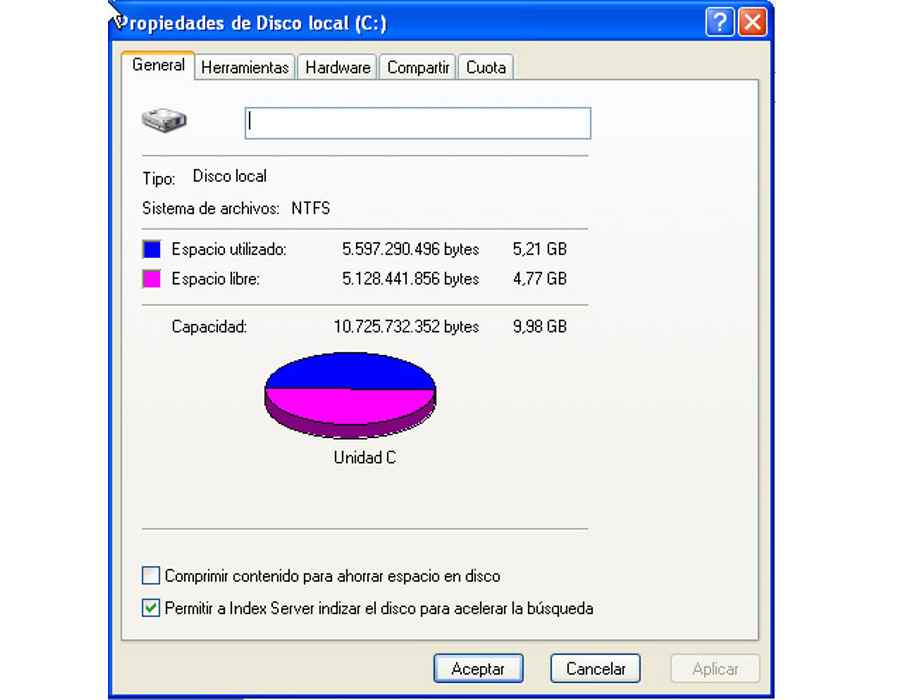 Propiedades de Disco local (C:)
General Herramientas Hardware Compartir Cuota
Tipo: Disco local
Sistema de archivos: NTFS
Espacio utilizado: 5.597.290.496 bytes 5,21 GB
Espacio libre: 5.128.441.856 bytes 4,77 GB
Capacidad: 10.725.732.352 bytes 9,98 GB
Unidad C
Comprimir contenido para ahorrar espacio en disco
Permitir a Index Server indizar el disco para acelerar la búsqueda
Aceptar Cancelar Aplicar